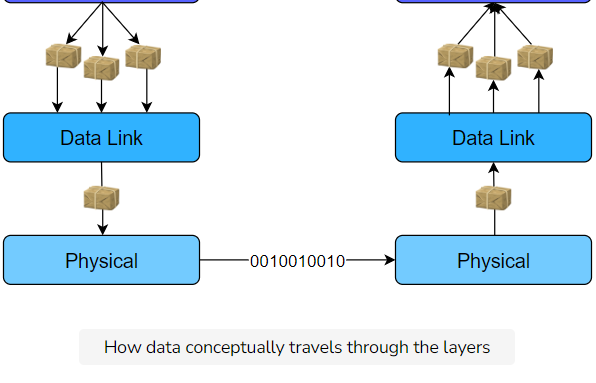 Data Link
Data Link
Physical
0010010010
Physical
How data conceptually travels through the layers